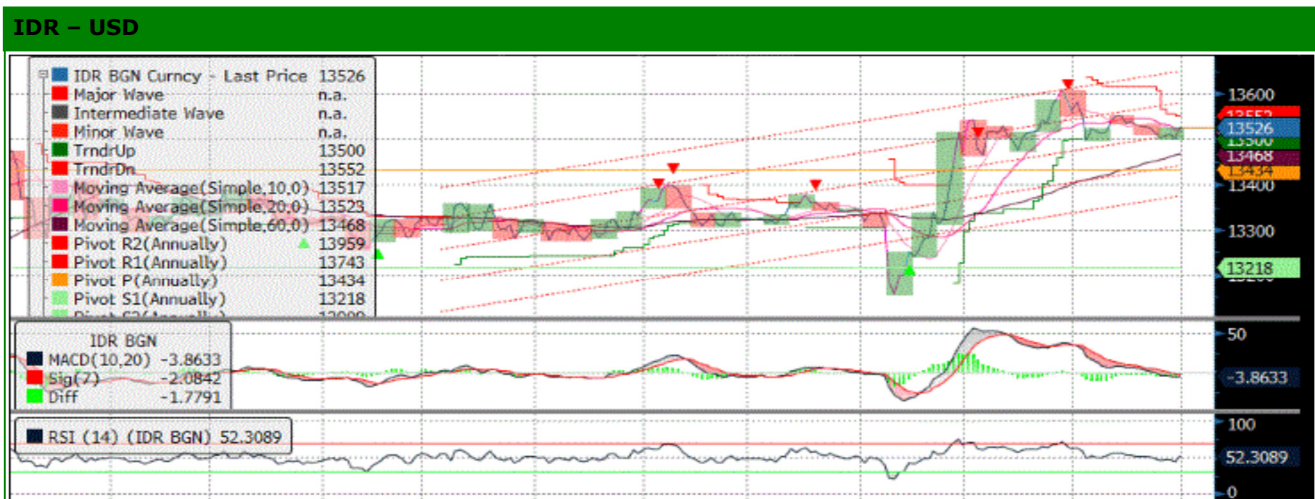 IDR – USD
IDR BGN Curncy - Last Price 13526
Major Wave n.a.
Intermediate Wave n.a.
Minor Wave n.a.
TrndrUp 13500
TrndrDn 13552
Moving Average(Simple,10,0) 13517
Moving Average(Simple,20,0) 13523
Moving Average(Simple,60,0) 13468
Pivot R2(Annually) 13959
Pivot R1(Annually) 13743
Pivot P(Annually) 13434
Pivot S1(Annually) 13218
13600
13552
13526
13500
13468
13434
13400
13300
13218
IDR BGN
MACD(10,20) -3.8633
Sig(7) -2.0842
Diff -1.7791
50
-3.8633
RSI (14) (IDR BGN) 52.3089
100
52.3089
0